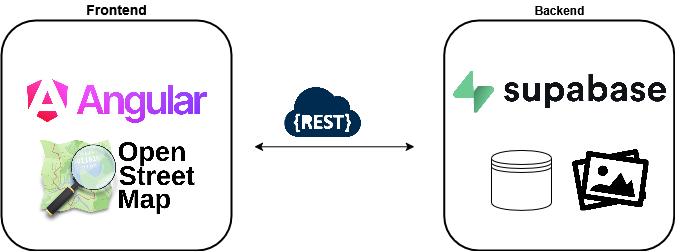 Frontend
Backend
Angular
Open
Street
Map
{REST}
supabase